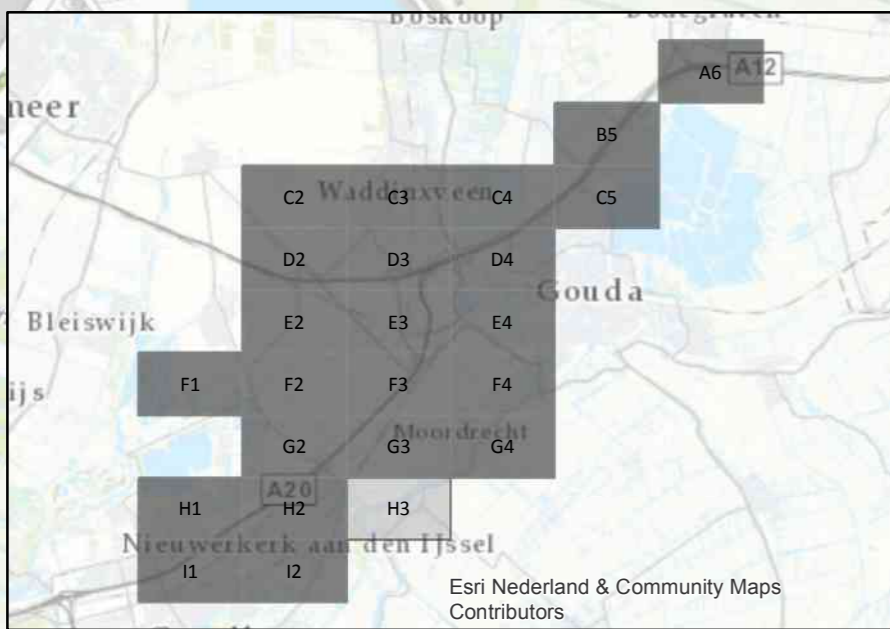 Boskoop
Bodegraven
A6 A12
meer
B5
Waddinxveen
C2 C3 C4 C5
D2 D3 D4
Gouda
Bleiswijk
E2 E3 E4
F1 F2 F3 F4
ijs
Moordrecht
G2 G3 G4
A20
H1 H2 H3
Nieuwerkerk aan den IJssel
I1 I2
Esri Nederland & Community Maps
Contributors